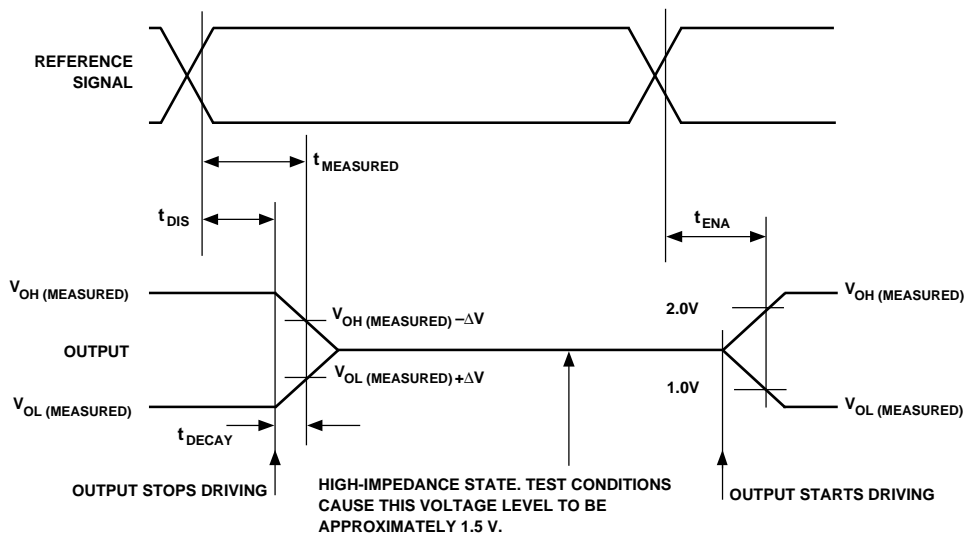 REFERENCE
SIGNAL
tMEASURED
tDIS
tENA
VOH (MEASURED)
VOH (MEASURED) –ΔV
2.0V
VOH (MEASURED)
OUTPUT
VOL (MEASURED) +ΔV
1.0V
VOL (MEASURED)
VOL (MEASURED)
tDECAY
OUTPUT STOPS DRIVING
HIGH-IMPEDANCE STATE. TEST CONDITIONS
CAUSE THIS VOLTAGE LEVEL TO BE
APPROXIMATELY 1.5 V.
OUTPUT STARTS DRIVING